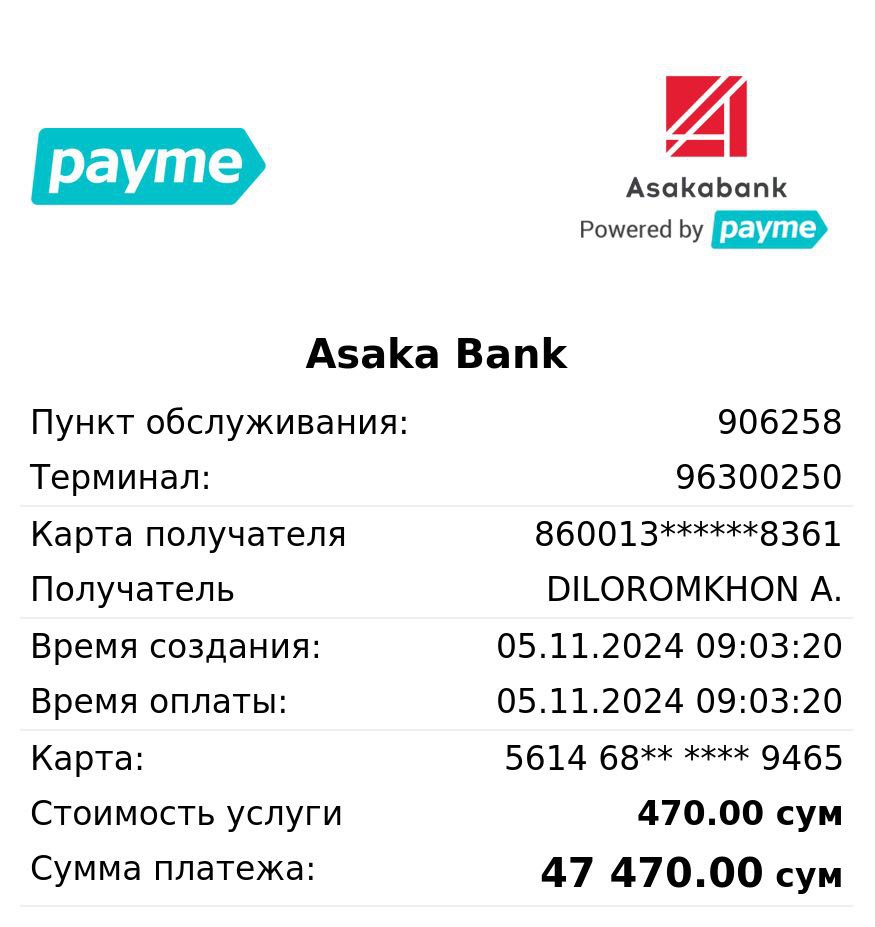 payme
Asakabank
Powered by payme
Asaka Bank
Пункт обслуживания: 906258
Терминал: 96300250
Карта получателя 860013******8361
Получатель DILOROMKHON A.
Время создания: 05.11.2024 09:03:20
Время оплаты: 05.11.2024 09:03:20
Карта: 5614 68** **** 9465
Стоимость услуги 470.00 сум
Сумма платежа: 47 470.00 сум